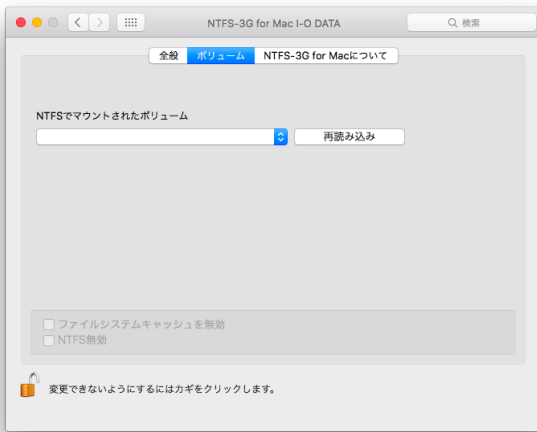 NTFS-3G for Mac I-O DATA
検索
全般 ボリューム NTFS-3G for Macについて
NTFSでマウントされたボリューム
再読み込み
ファイルシステムキャッシュを無効
NTFS無効
変更できないようにするにはカギをクリックします。